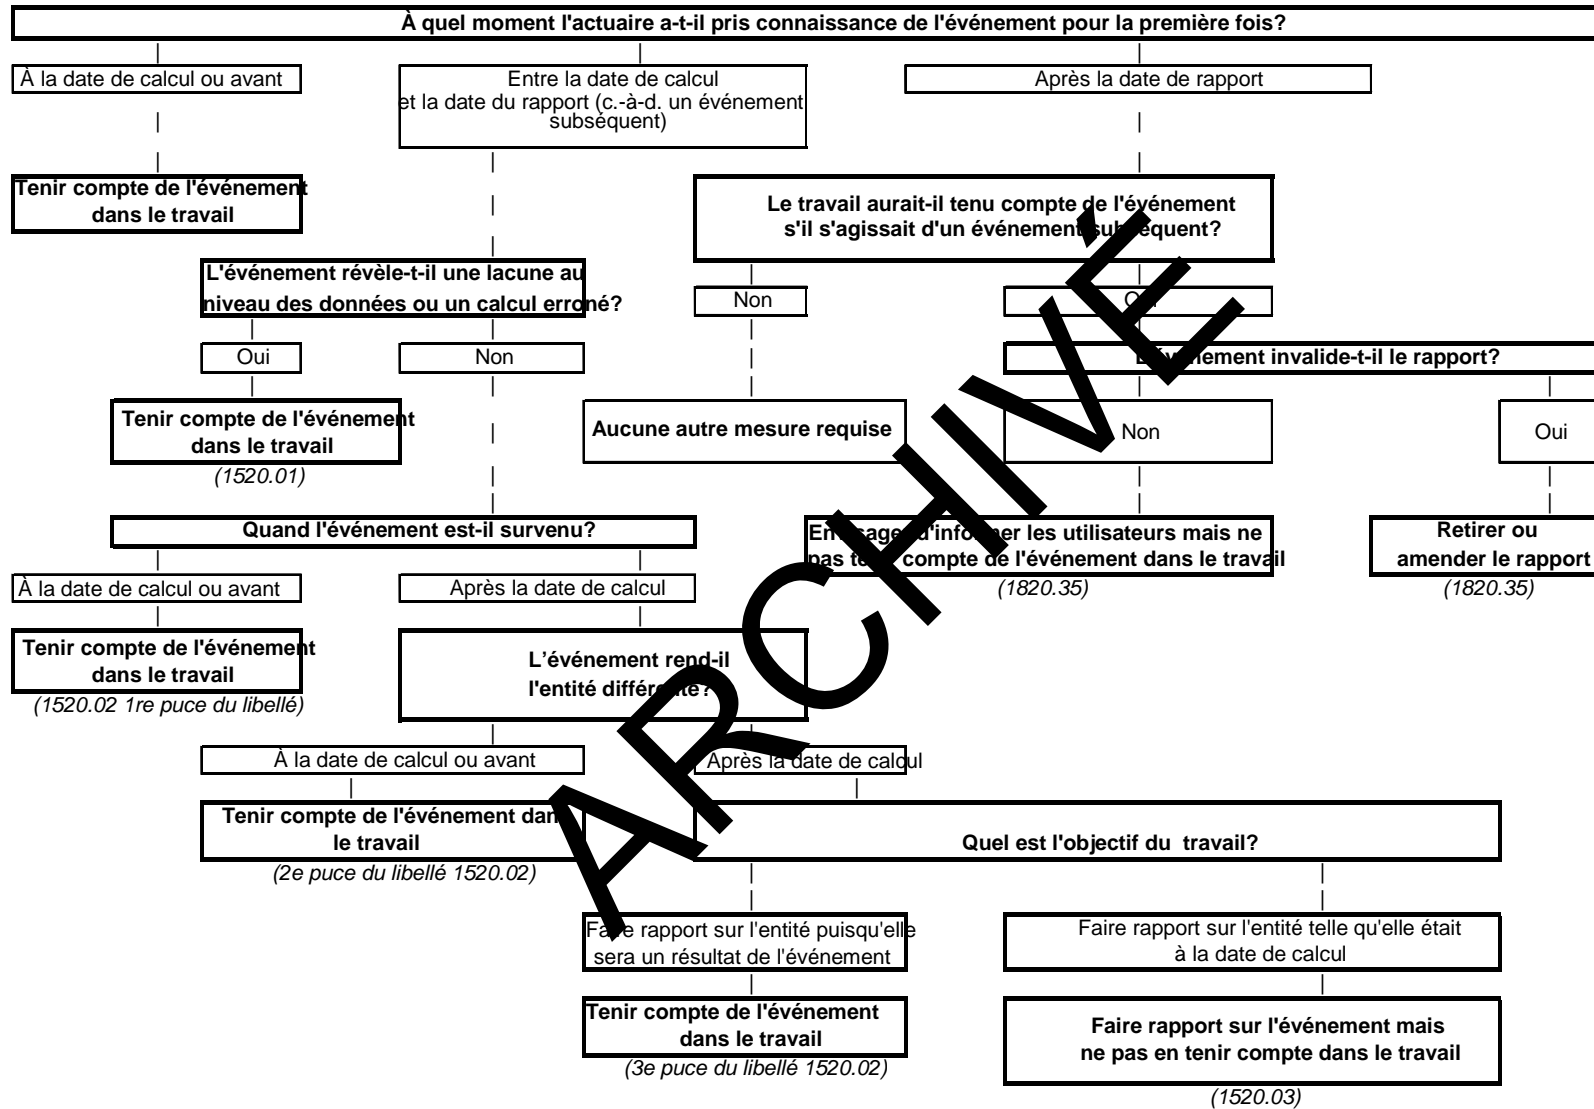 À quel moment l'actuaire a-t-il pris connaissance de l'événement pour la première fois?
À la date de calcul ou avant
Entre la date de calcul
et la date du rapport (c.-à-d. un événement
subséquent)
Après la date de rapport
Tenir compte de l'événement
dans le travail
Le travail aurait-il tenu compte de l'événement
s'il s'agissait d'un événement subséquent?
L'événement révèle-t-il une lacune au
niveau des données ou un calcul erroné?
Non
Oui
Oui
Non
L'événement invalide-t-il le rapport?
Tenir compte de l'événement
dans le travail
(1520.01)
Aucune autre mesure requise
Non
Oui
Quand l'événement est-il survenu?
Envisager d'informer les utilisateurs mais ne
pas tenir compte de l'événement dans le travail
(1820.35)
Retirer ou
amender le rapport
(1820.35)
À la date de calcul ou avant
Après la date de calcul
Tenir compte de l'événement
dans le travail
(1520.02 1re puce du libellé)
L’événement rend-il
l'entité différente?
À la date de calcul ou avant
Après la date de calcul
Tenir compte de l'événement dans
le travail
(2e puce du libellé 1520.02)
Quel est l'objectif du travail?
Faire rapport sur l'entité puisqu'elle
sera un résultat de l'événement
Faire rapport sur l'entité telle qu'elle était
à la date de calcul
Tenir compte de l'événement
dans le travail
(3e puce du libellé 1520.02)
Faire rapport sur l'événement mais
ne pas en tenir compte dans le travail
(1520.03)
ARCHIVÉ